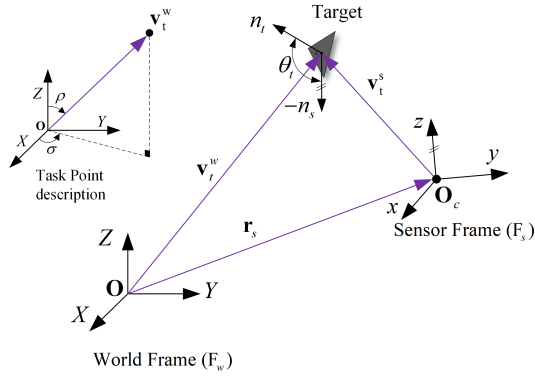 Target
v_t^w
n_t
θ_t
v_t^s
Z
ρ
-n_s
O
Y
X
σ
z
y
Task Point
description
v_t^w
O_c
x
r_s
Sensor Frame (F_s)
Z
O
Y
X
World Frame (F_w)